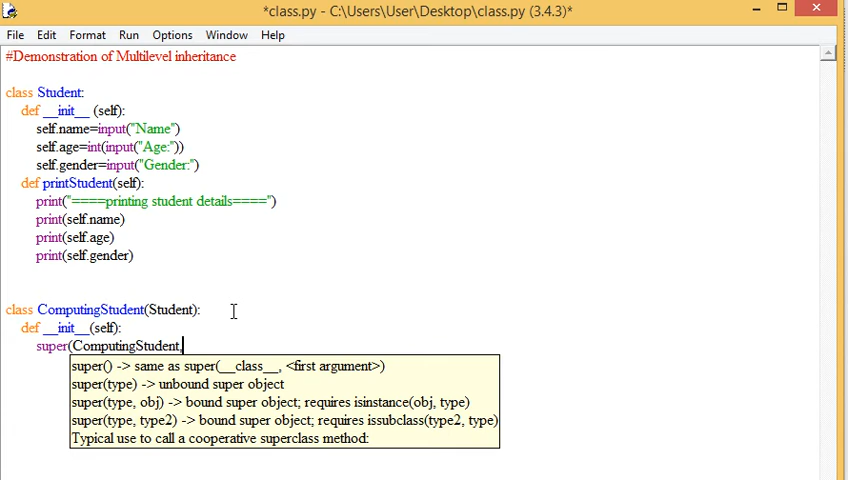 *class.py - C:\Users\User\Desktop\class.py (3.4.3)*
File Edit Format Run Options Window Help
#Demonstration of Multilevel inheritance
class Student:
def __init__ (self):
self.name=input("Name")
self.age=int(input("Age:"))
self.gender=input("Gender:")
def printStudent(self):
print("====printing student details====")
print(self.name)
print(self.age)
print(self.gender)
class ComputingStudent(Student):
def __init__(self):
super(ComputingStudent,
super() -> same as super(__class__, <first argument>)
super(type) -> unbound super object
super(type, obj) -> bound super object; requires isinstance(obj, type)
super(type, type2) -> bound super object; requires issubclass(type2, type)
Typical use to call a cooperative superclass method: